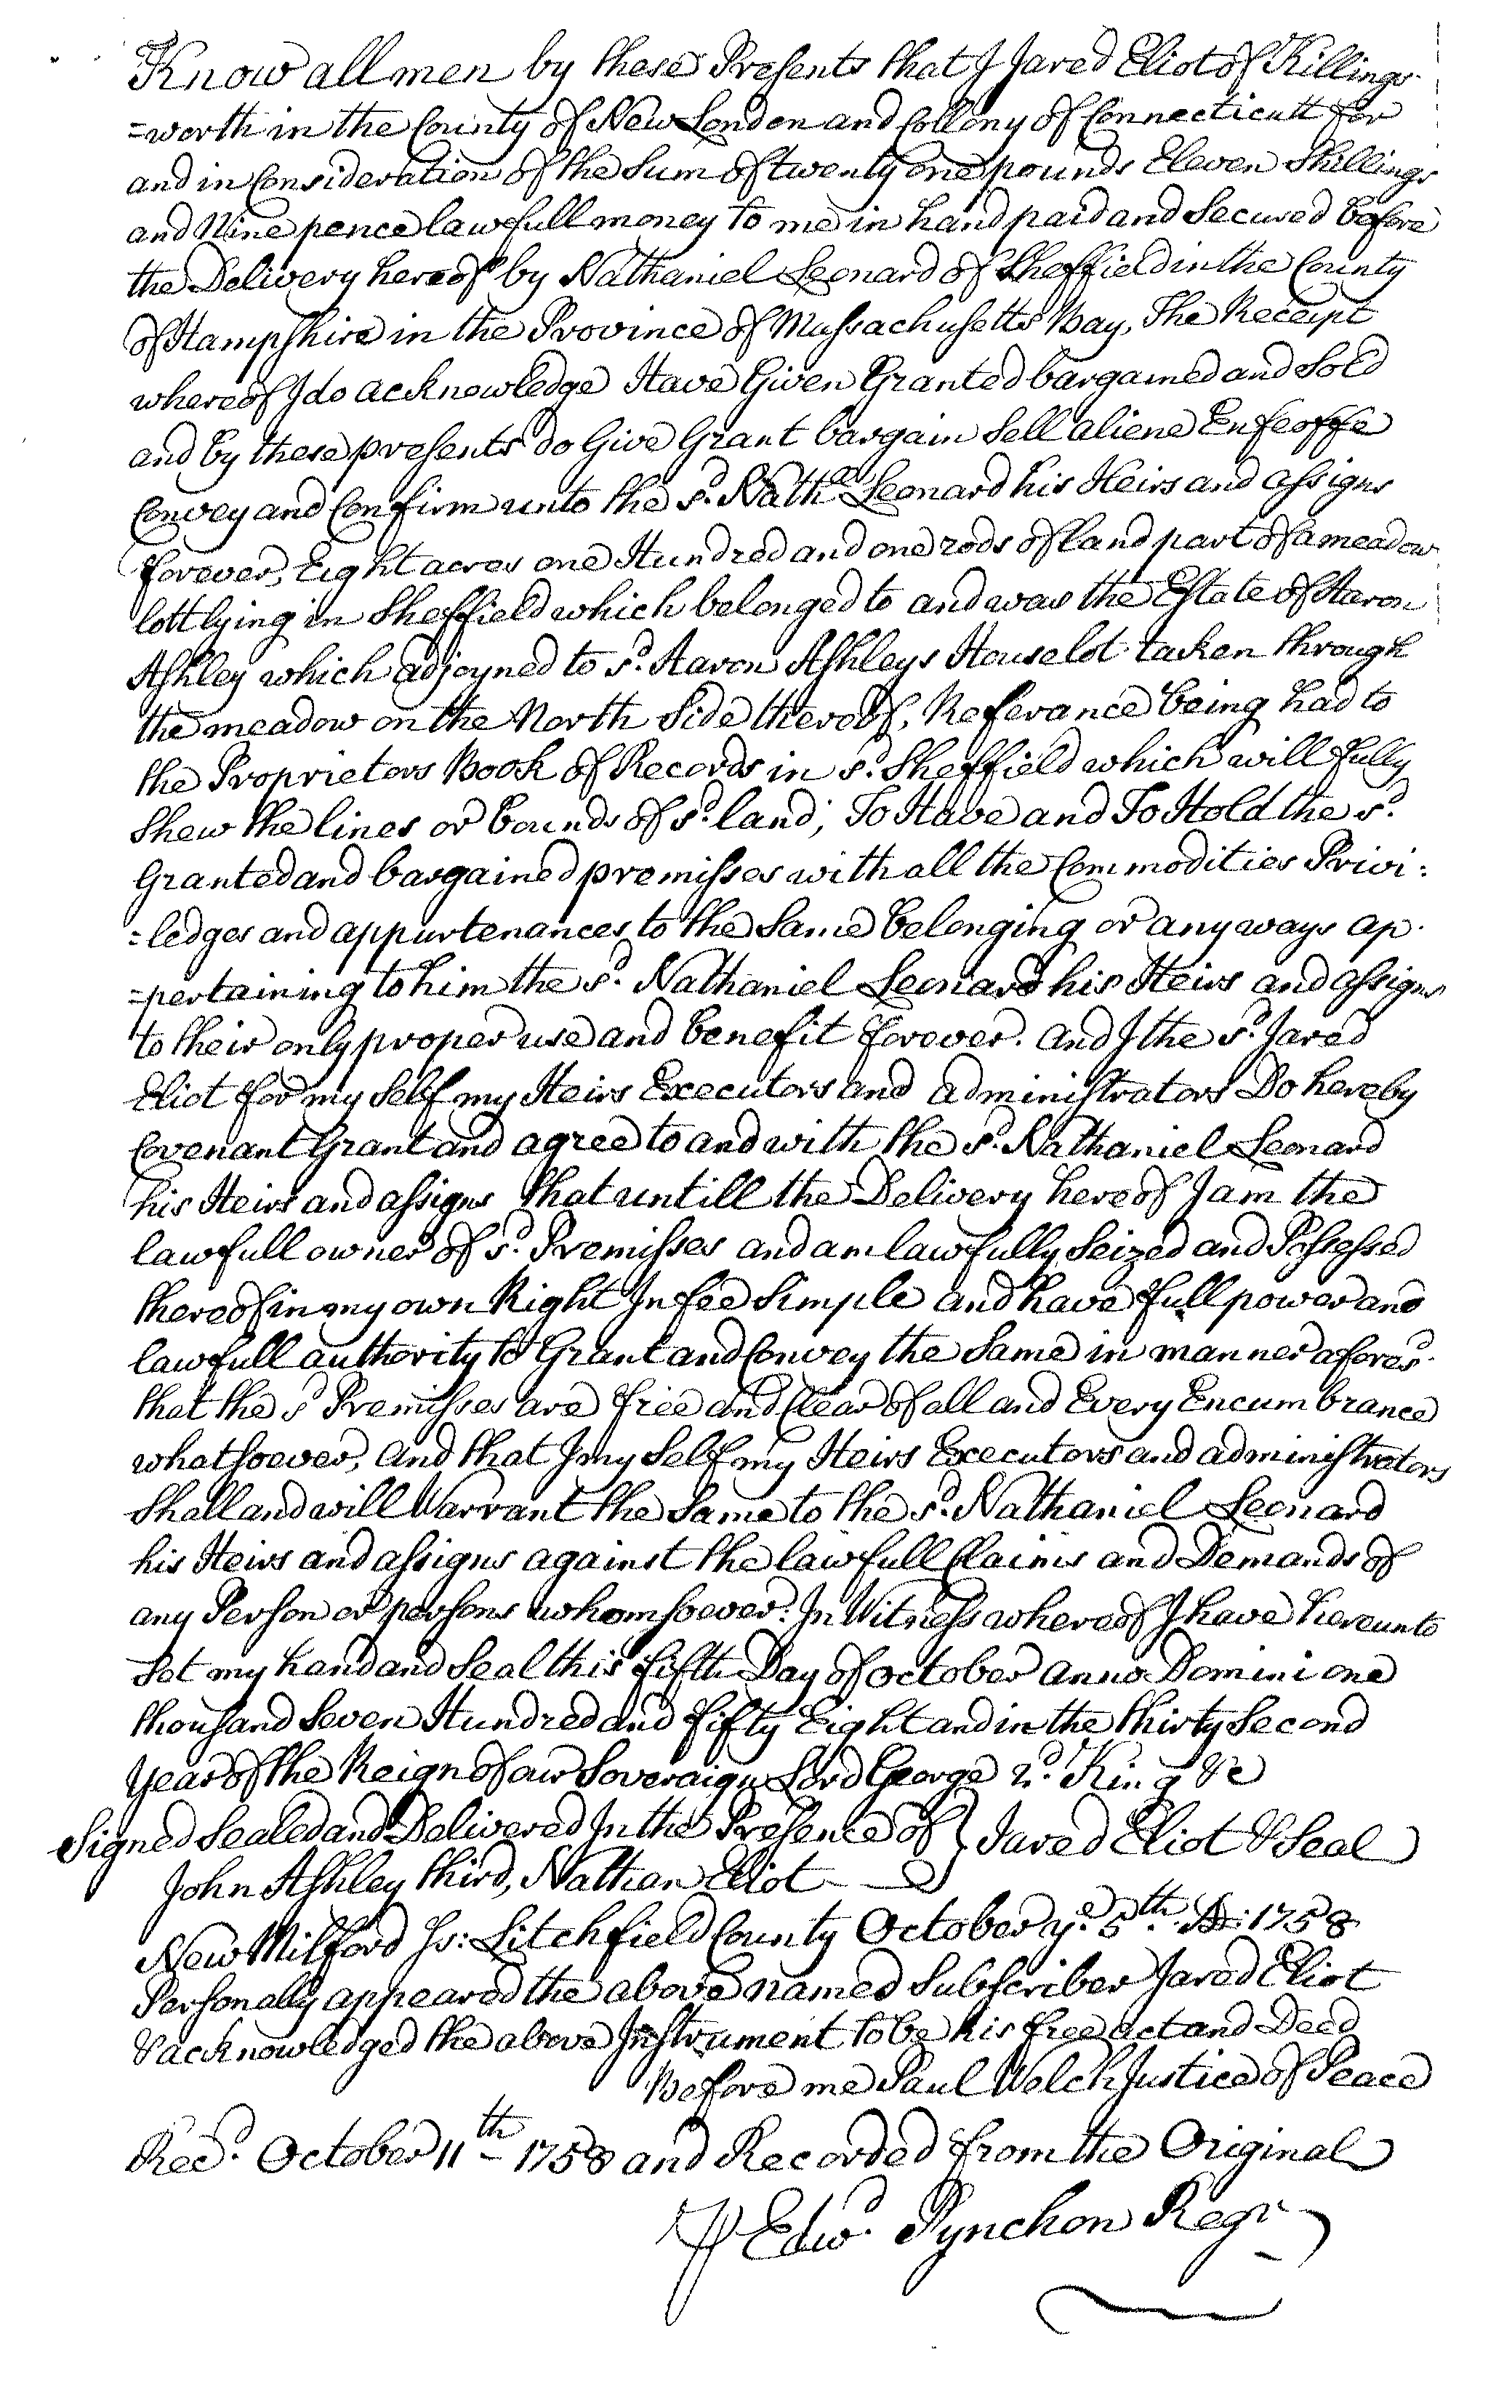 Know all men by these Presents that I Jared Eliot of Killings-
=worth in the County of New London and Collony of Connecticutt for
and in Consideration of the Sum of twenty one pounds Eleven Shillings
and Nine pence lawfull money to me in hand paid and Secured before
the Delivery hereof by Nathaniel Leonard of Sheffield in the County
of Hampshire in the Province of Massachusetts Bay, The Receipt
whereof I do acknowledge Have Given Granted bargained and Sold
and by these presents do Give Grant bargain Sell aliene Enfeoffe
Convey and Confirm unto the sd. Nathll Leonard his Heirs and assigns
forever, Eight acres one Hundred and one rods of land part of a meadow
lott lying in Sheffield which belonged to and was the Estate of Aaron
Ashley which adjoyned to sd. Aaron Ashleys Houselot taken through
the meadow on the North Side thereof, Referance being had to
the Proprietors Book of Records in sd. Sheffield which will fully
Shew the lines or bounds of sd. land; To Have and To Hold the sd.
Granted and bargained premisses with all the Commodities Privi:
=ledges and appurtenances to the Same belonging or anyways ap-
=pertaining to him the sd. Nathaniel Leonard his Heirs and assigns
to their only proper use and benefit forever. And I the sd. Jared
Eliot for my Self my Heirs Executors and administrators Do hereby
Covenant Grant and agree to and with the sd. Nathaniel Leonard
his Heirs and assigns that untill the Delivery hereof I am the
lawfull owner of sd. Premisses and am lawfully Seized and Possessed
thereof in my own Right In fee Simple and have full power and
lawfull authority to Grant and Convey the Same in manner aforesd.
that the sd Premisses are free and Clear of all and Every Encumbrance
whatsoever, And that I my Self my Heirs Executors and administrators
Shall and will Warrant the Same to the sd. Nathaniel Leonard
his Heirs and assigns against the lawfull Claims and Demands of
any Person or persons whomsoever. In Witness whereof I have hereunto
Set my hand and Seal this fifth Day of October anno Domini one
thousand Seven Hundred and fifty Eight and in the thirty Second
Year of the Reign of our Soveraign Lord George 2d. King &c
Signed Sealed and Delivered In the Presence of } Jared Eliot & Seal
John Ashley third, Nathan Eliot
New Milford Ss: Litchfield County October ye. 5th. AD: 1758
Personally appeared the above named Subscriber Jared Eliot
& acknowledged the above Instrument to be his free act and Deed
Before me Paul Welch Justice of Peace
Recd. October 11th - 1758 and Recorded from the Original
P Edwd. Pynchon Regr